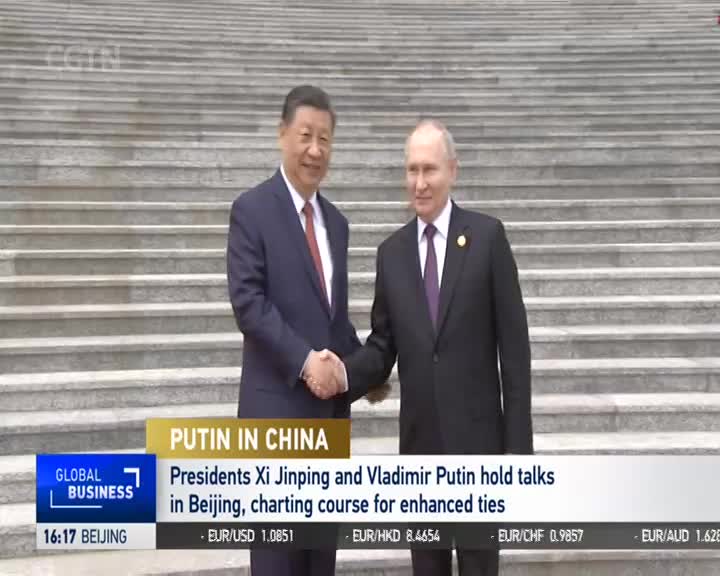 CGTN
PUTIN IN CHINA
GLOBAL
BUSINESS
Presidents Xi Jinping and Vladimir Putin hold talks
in Beijing, charting course for enhanced ties
16:17 BEIJING
- EUR/USD 1.0851 - EUR/HKD 8.4654 - EUR/CHF 0.9857 - EUR/AUD 1.628